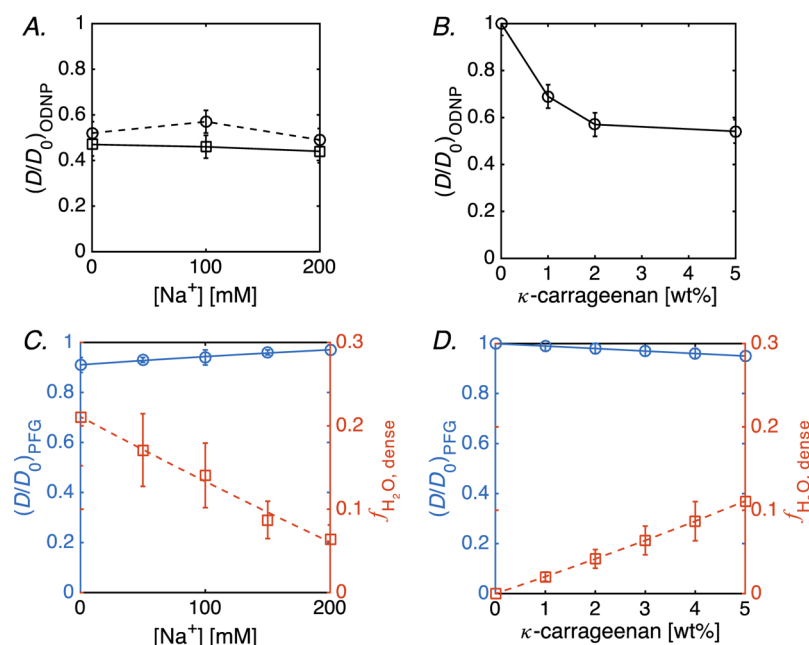 A.
1
0.8
0.6
0.4
0.2
0
(D/D₀)ODNP
0
100
200
[Na⁺] [mM]
B.
1
0.8
0.6
0.4
0.2
0
(D/D₀)ODNP
0 1 2 3 4 5
κ-carrageenan [wt%]
C.
1
0.8
0.6
0.4
0.2
0
(D/D₀)PFG
0.3
0.2
0.1
0
fH₂O, dense
0
100
200
[Na⁺] [mM]
D.
1
0.8
0.6
0.4
0.2
0
(D/D₀)PFG
0.3
0.2
0.1
0
fH₂O, dense
0 1 2 3 4 5
κ-carrageenan [wt%]